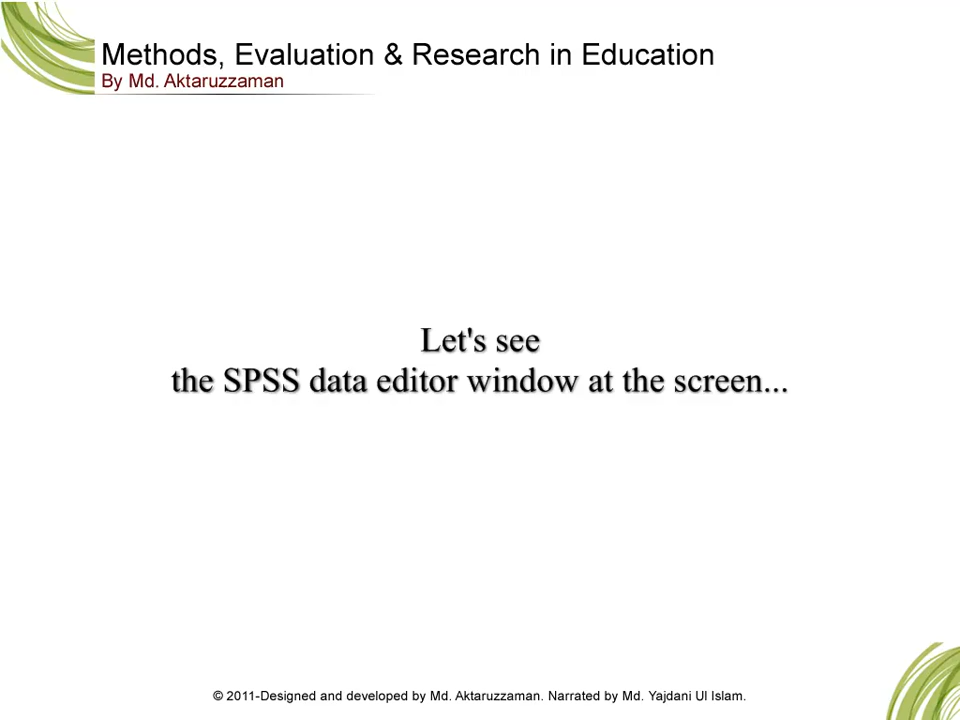 Methods, Evaluation & Research in Education
By Md. Aktaruzzaman
Let's see
the SPSS data editor window at the screen...
© 2011-Designed and developed by Md. Aktaruzzaman. Narrated by Md. Yajdani Ul Islam.